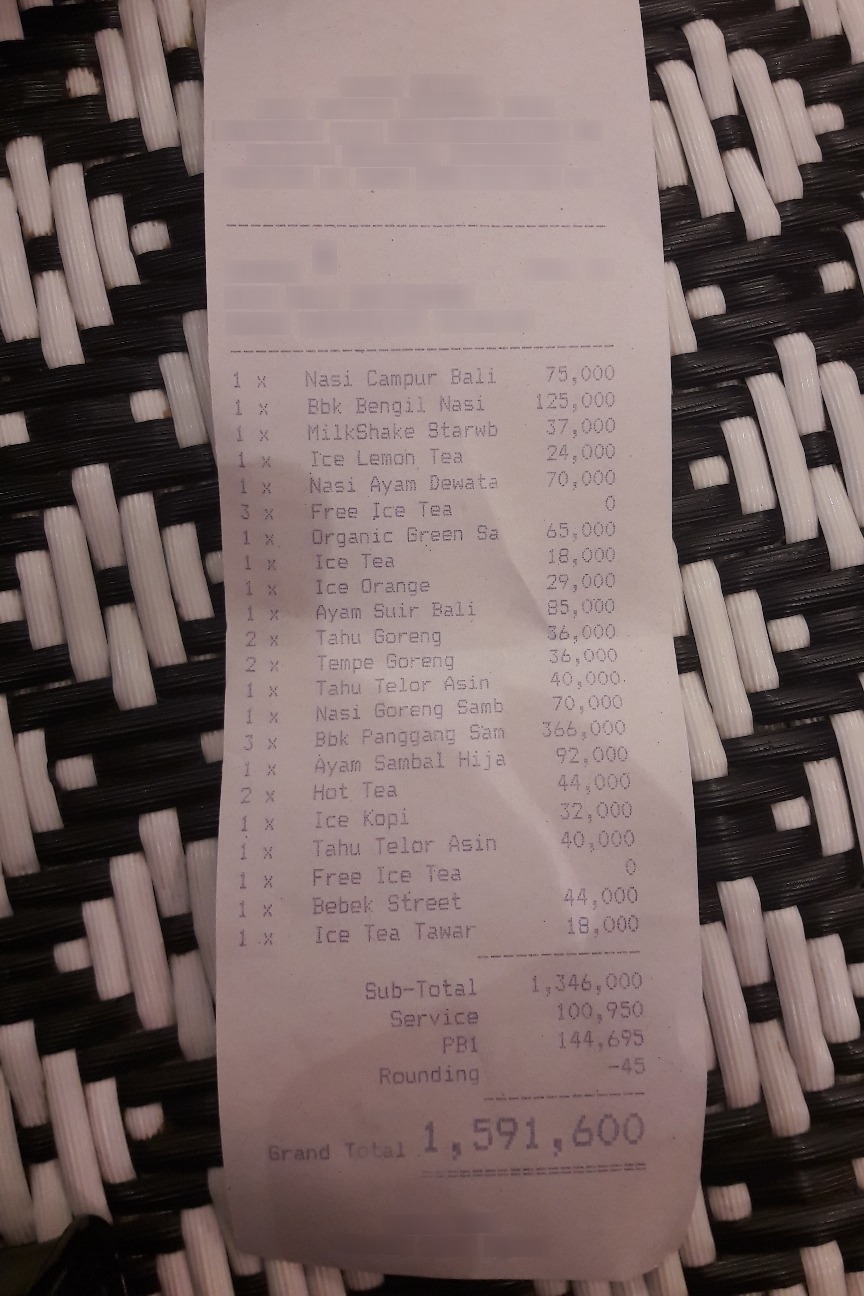 1 x Nasi Campur Bali 75,000
1 x Bbk Bengil Nasi 125,000
1 x MilkShake Starwb 37,000
1 x Ice Lemon Tea 24,000
1 x Nasi Ayam Dewata 70,000
3 x Free Ice Tea 0
1 x Organic Green Sa 65,000
1 x Ice Tea 18,000
1 x Ice Orange 29,000
1 x Ayam Suir Bali 85,000
2 x Tahu Goreng 36,000
2 x Tempe Goreng 36,000
1 x Tahu Telor Asin 40,000
1 x Nasi Goreng Samb 70,000
3 x Bbk Panggang Sam 366,000
1 x Ayam Sambal Hija 92,000
2 x Hot Tea 44,000
1 x Ice Kopi 32,000
1 x Tahu Telor Asin 40,000
1 x Free Ice Tea 0
1 x Bebek Street 44,000
1 x Ice Tea Tawar 18,000
Sub-Total 1,346,000
Service 100,950
PB1 144,695
Rounding -45
Grand Total 1,591,600